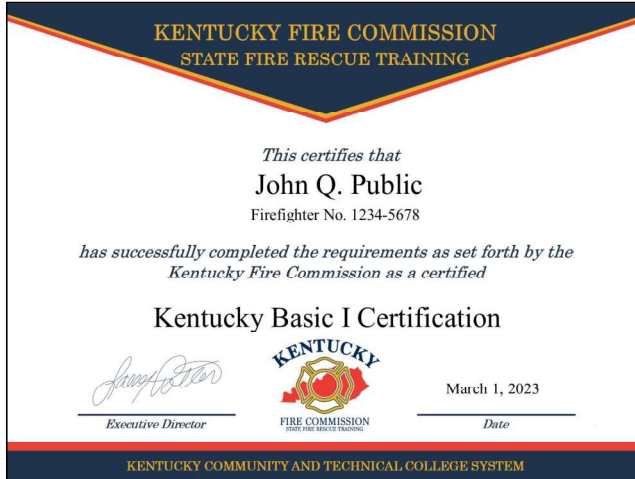 KENTUCKY FIRE COMMISSION
STATE FIRE RESCUE TRAINING
This certifies that
John Q. Public
Firefighter No. 1234-5678
has successfully completed the requirements as set forth by the
Kentucky Fire Commission as a certified
Kentucky Basic I Certification
KENTUCKY
FIRE COMMISSION
STATE FIRE RESCUE TRAINING
March 1, 2023
Executive Director
Date
KENTUCKY COMMUNITY AND TECHNICAL COLLEGE SYSTEM